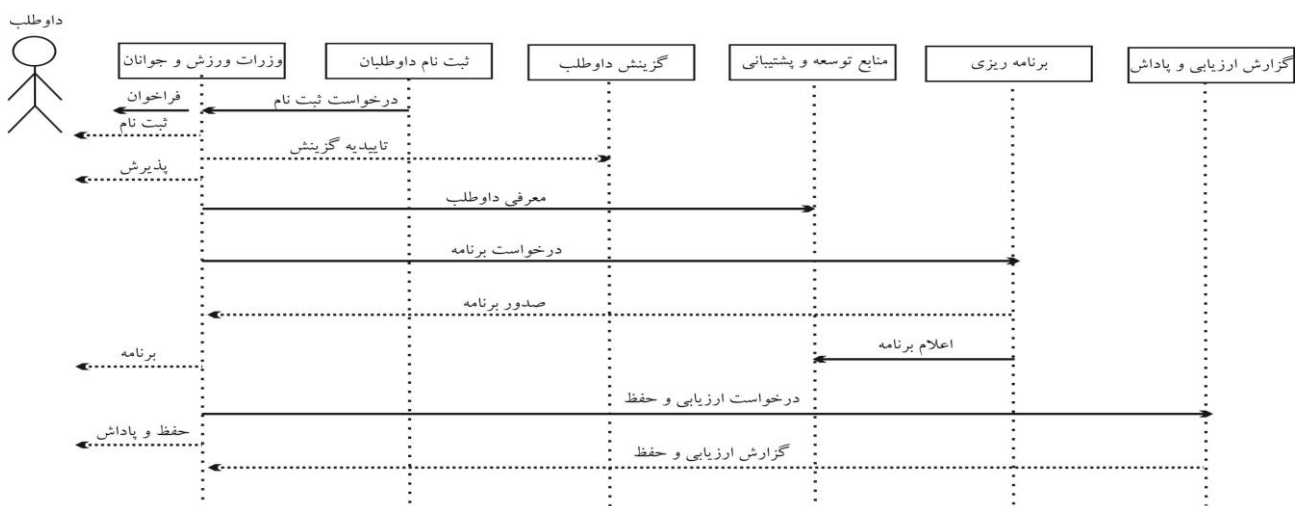 داوطلب
وزرات ورزش و جوانان
ثبت نام داوطلبان
گزینش داوطلب
منابع توسعه و پشتیبانی
برنامه ریزی
گزارش ارزیابی و پاداش
فراخوان
درخواست ثبت نام
ثبت نام
تاییدیه گزینش
پذیرش
معرفی داوطلب
درخواست برنامه
صدور برنامه
اعلام برنامه
برنامه
درخواست ارزیابی و حفظ
حفظ و پاداش
گزارش ارزیابی و حفظ